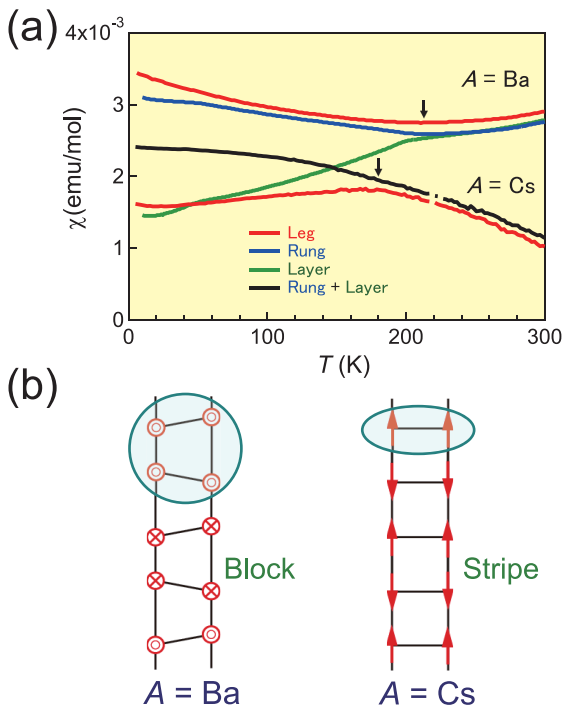 (a)
4x10⁻³
3
2
1
0
χ(emu/mol)
A = Ba
A = Cs
Leg
Rung
Layer
Rung + Layer
0
100
200
300
T (K)
(b)
Block
Stripe
A = Ba
A = Cs